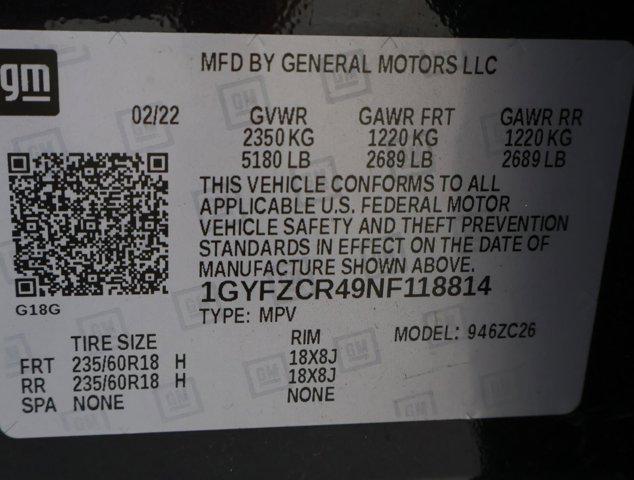 gm
MFD BY GENERAL MOTORS LLC
02/22 GVWR GAWR FRT GAWR RR
2350 KG 1220 KG 1220 KG
5180 LB 2689 LB 2689 LB
THIS VEHICLE CONFORMS TO ALL
APPLICABLE U.S. FEDERAL MOTOR
VEHICLE SAFETY AND THEFT PREVENTION
STANDARDS IN EFFECT ON THE DATE OF
MANUFACTURE SHOWN ABOVE.
1GYFZCR49NF118814
G18G
TYPE: MPV MODEL: 946ZC26
TIRE SIZE RIM
FRT 235/60R18 H 18X8J
RR 235/60R18 H 18X8J
SPA NONE NONE